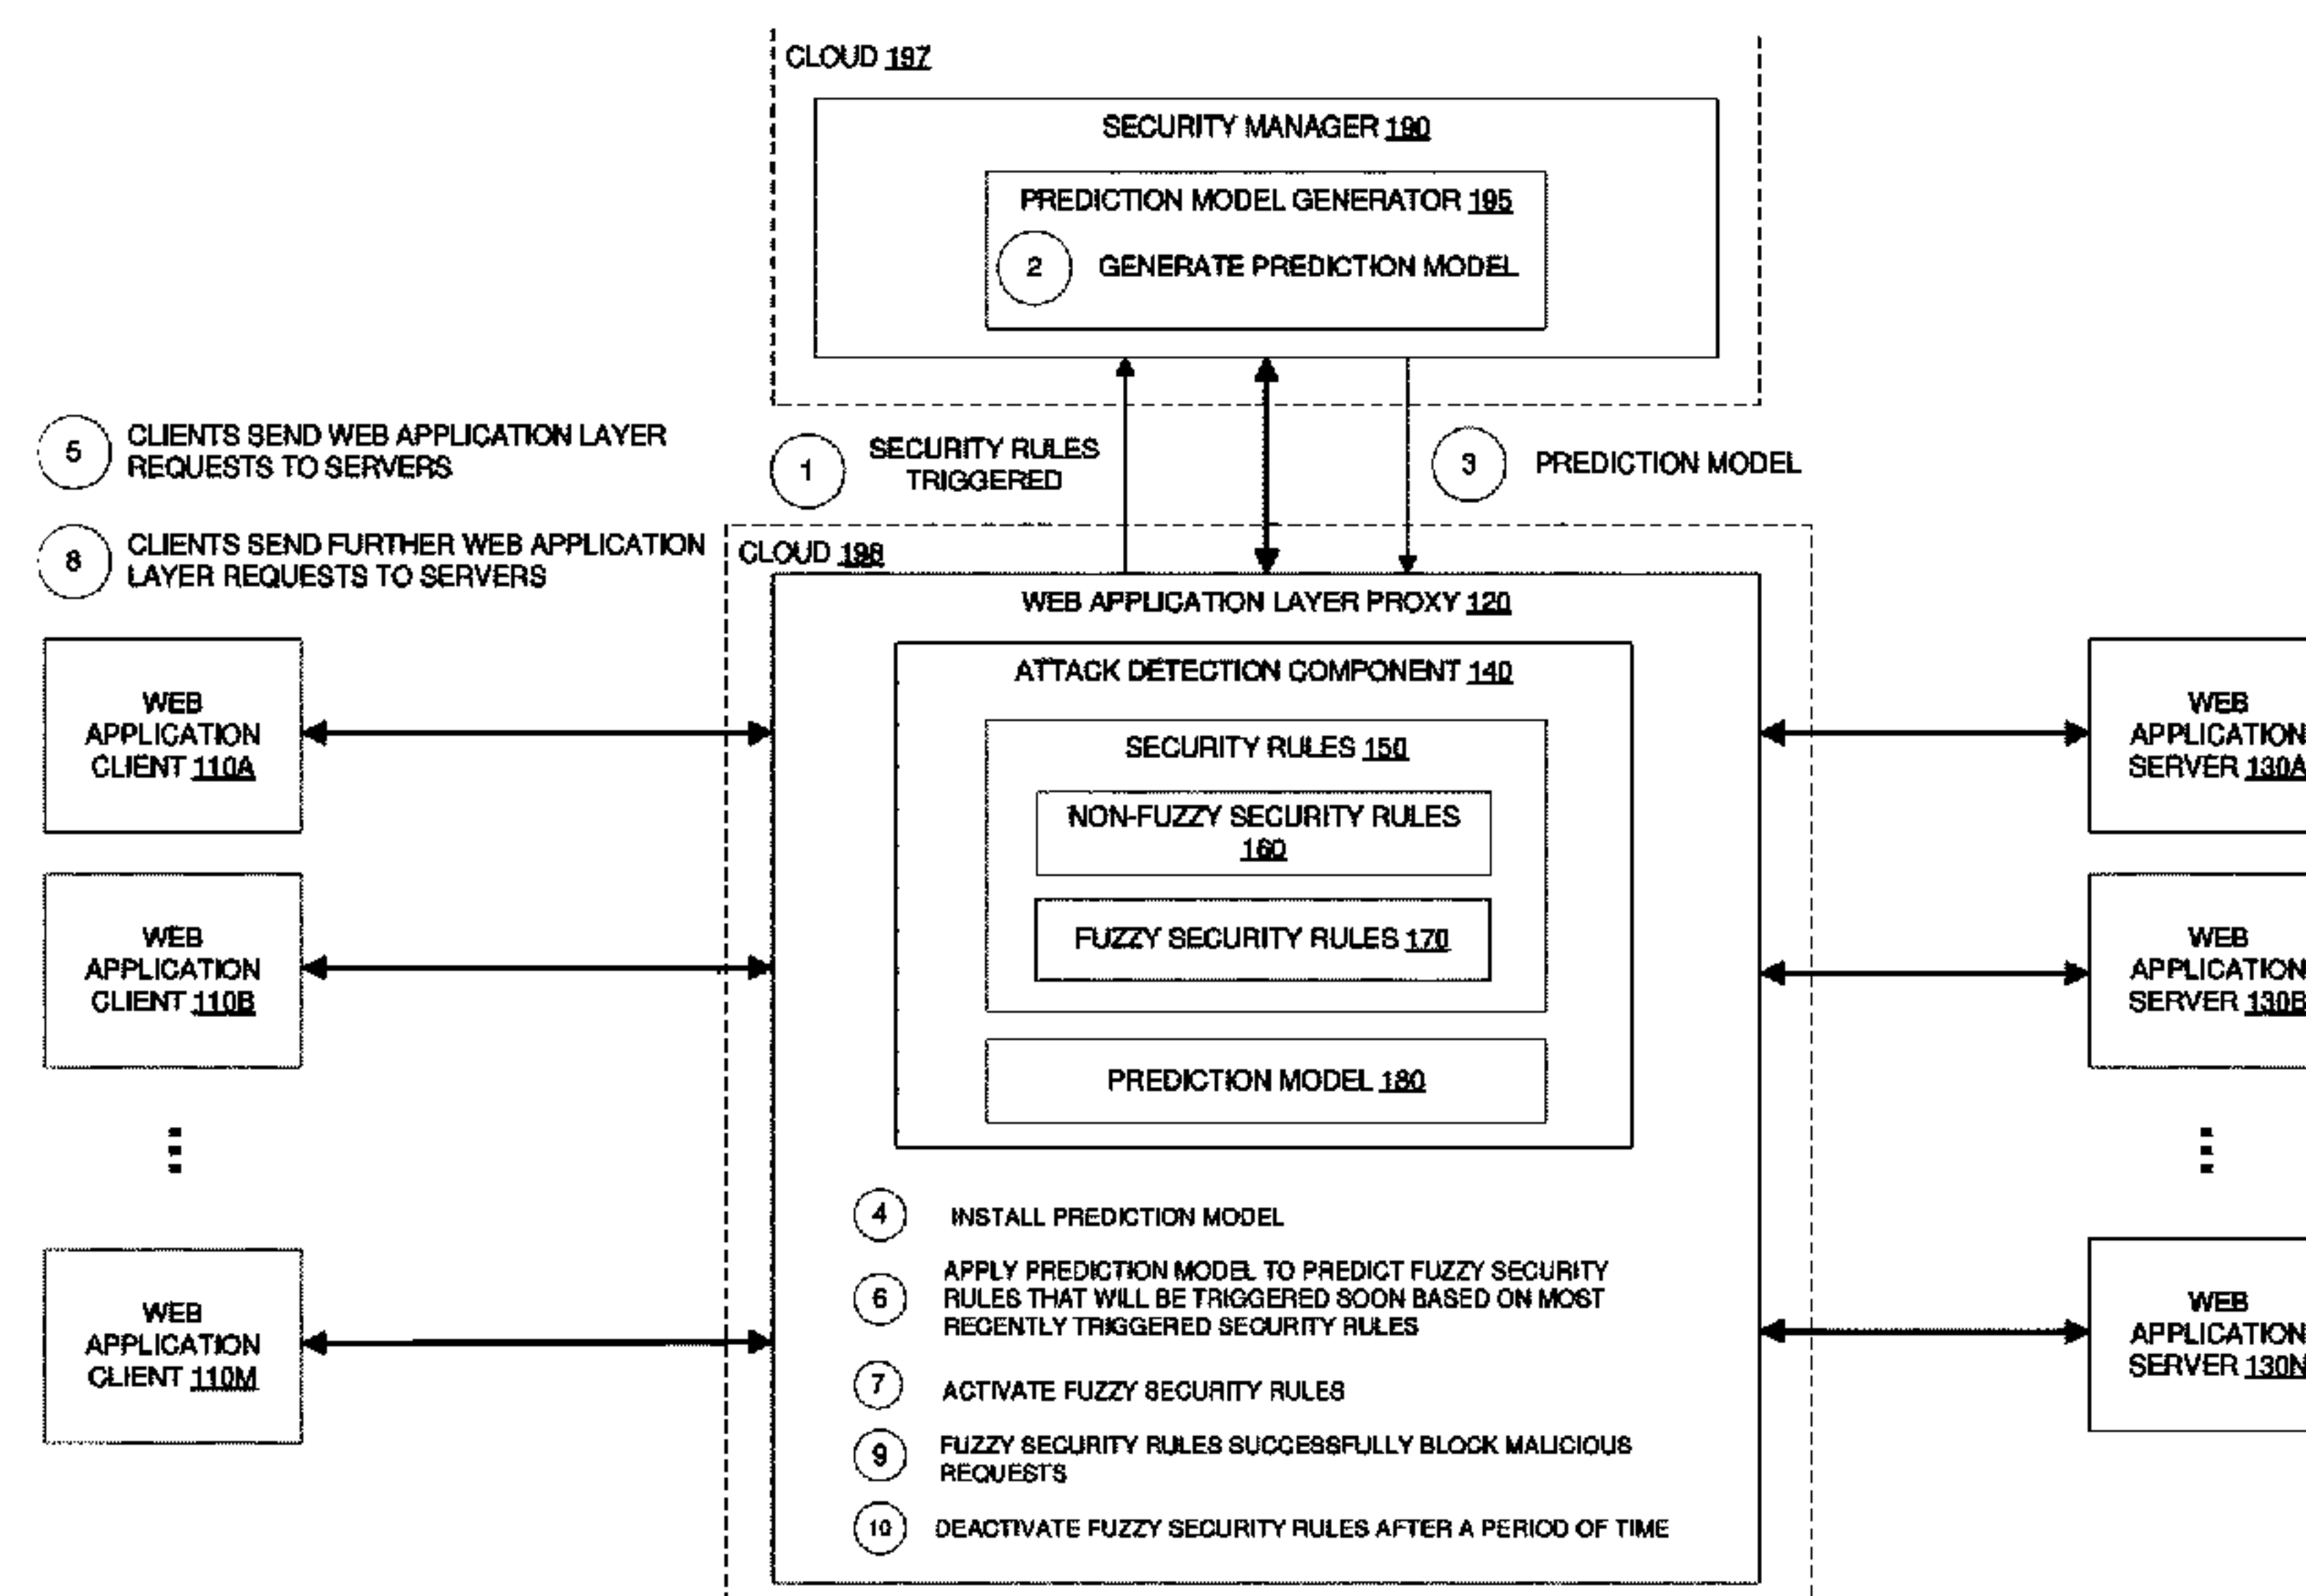 CLOUD 197
SECURITY MANAGER 190
PREDICTION MODEL GENERATOR 195
2 GENERATE PREDICTION MODEL
5 CLIENTS SEND WEB APPLICATION LAYER
REQUESTS TO SERVERS
1 SECURITY RULES
TRIGGERED
3 PREDICTION MODEL
8 CLIENTS SEND FURTHER WEB APPLICATION
LAYER REQUESTS TO SERVERS
CLOUD 198
WEB APPLICATION LAYER PROXY 120
ATTACK DETECTION COMPONENT 140
SECURITY RULES 150
NON-FUZZY SECURITY RULES
160
FUZZY SECURITY RULES 170
PREDICTION MODEL 180
WEB
APPLICATION
CLIENT 110A
WEB
APPLICATION
CLIENT 110B
WEB
APPLICATION
CLIENT 110M
4 INSTALL PREDICTION MODEL
6 APPLY PREDICTION MODEL TO PREDICT FUZZY SECURITY
RULES THAT WILL BE TRIGGERED SOON BASED ON MOST
RECENTLY TRIGGERED SECURITY RULES
7 ACTIVATE FUZZY SECURITY RULES
9 FUZZY SECURITY RULES SUCCESSFULLY BLOCK MALICIOUS
REQUESTS
10 DEACTIVATE FUZZY SECURITY RULES AFTER A PERIOD OF TIME
WEB
APPLICATION
SERVER 130A
WEB
APPLICATION
SERVER 130B
WEB
APPLICATION
SERVER 130N